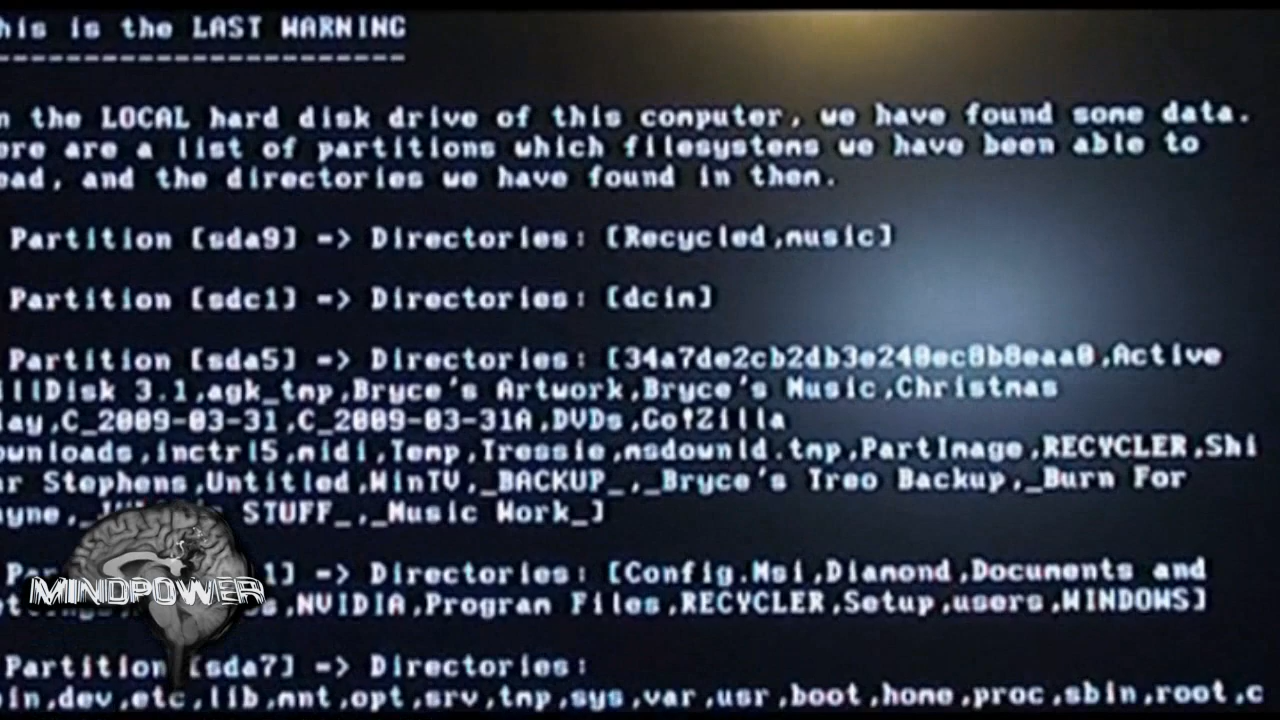 his is the LAST WARNING
----------------------------
n the LOCAL hard disk drive of this computer, we have found some data.
ere are a list of partitions which filesystems we have been able to
ead, and the directories we have found in them.
Partition [sda9] => Directories: [Recycled,music]
Partition [sdc1] => Directories: [dcim]
Partition [sda5] => Directories: [34a7de2cb2db3e240ec8b8eaa0,Active
illDisk 3.1,agk_tmp,Bryce's Artwork,Bryce's Music,Christmas
lay,C_2009-03-31,C_2009-03-31A,DVDs,Go!Zilla
ownloads,inctrl5,midi,Temp,Tressie,msdownld.tmp,PartImage,RECYCLER,Shi
r Stephens,Untitled,WinTV,_BACKUP_,_Bryce's Treo Backup,_Burn For
ayne, STUFF_,_Music Work_]
1] => Directories: [Config.Msi,Diamond,Documents and
s,NVIDIA,Program Files,RECYCLER,Setup,users,WINDOWS]
Partition [sda7] => Directories:
in,dev,etc,lib,mnt,opt,srv,tmp,sys,var,usr,boot,home,proc,sbin,root,c
MINDPOWER